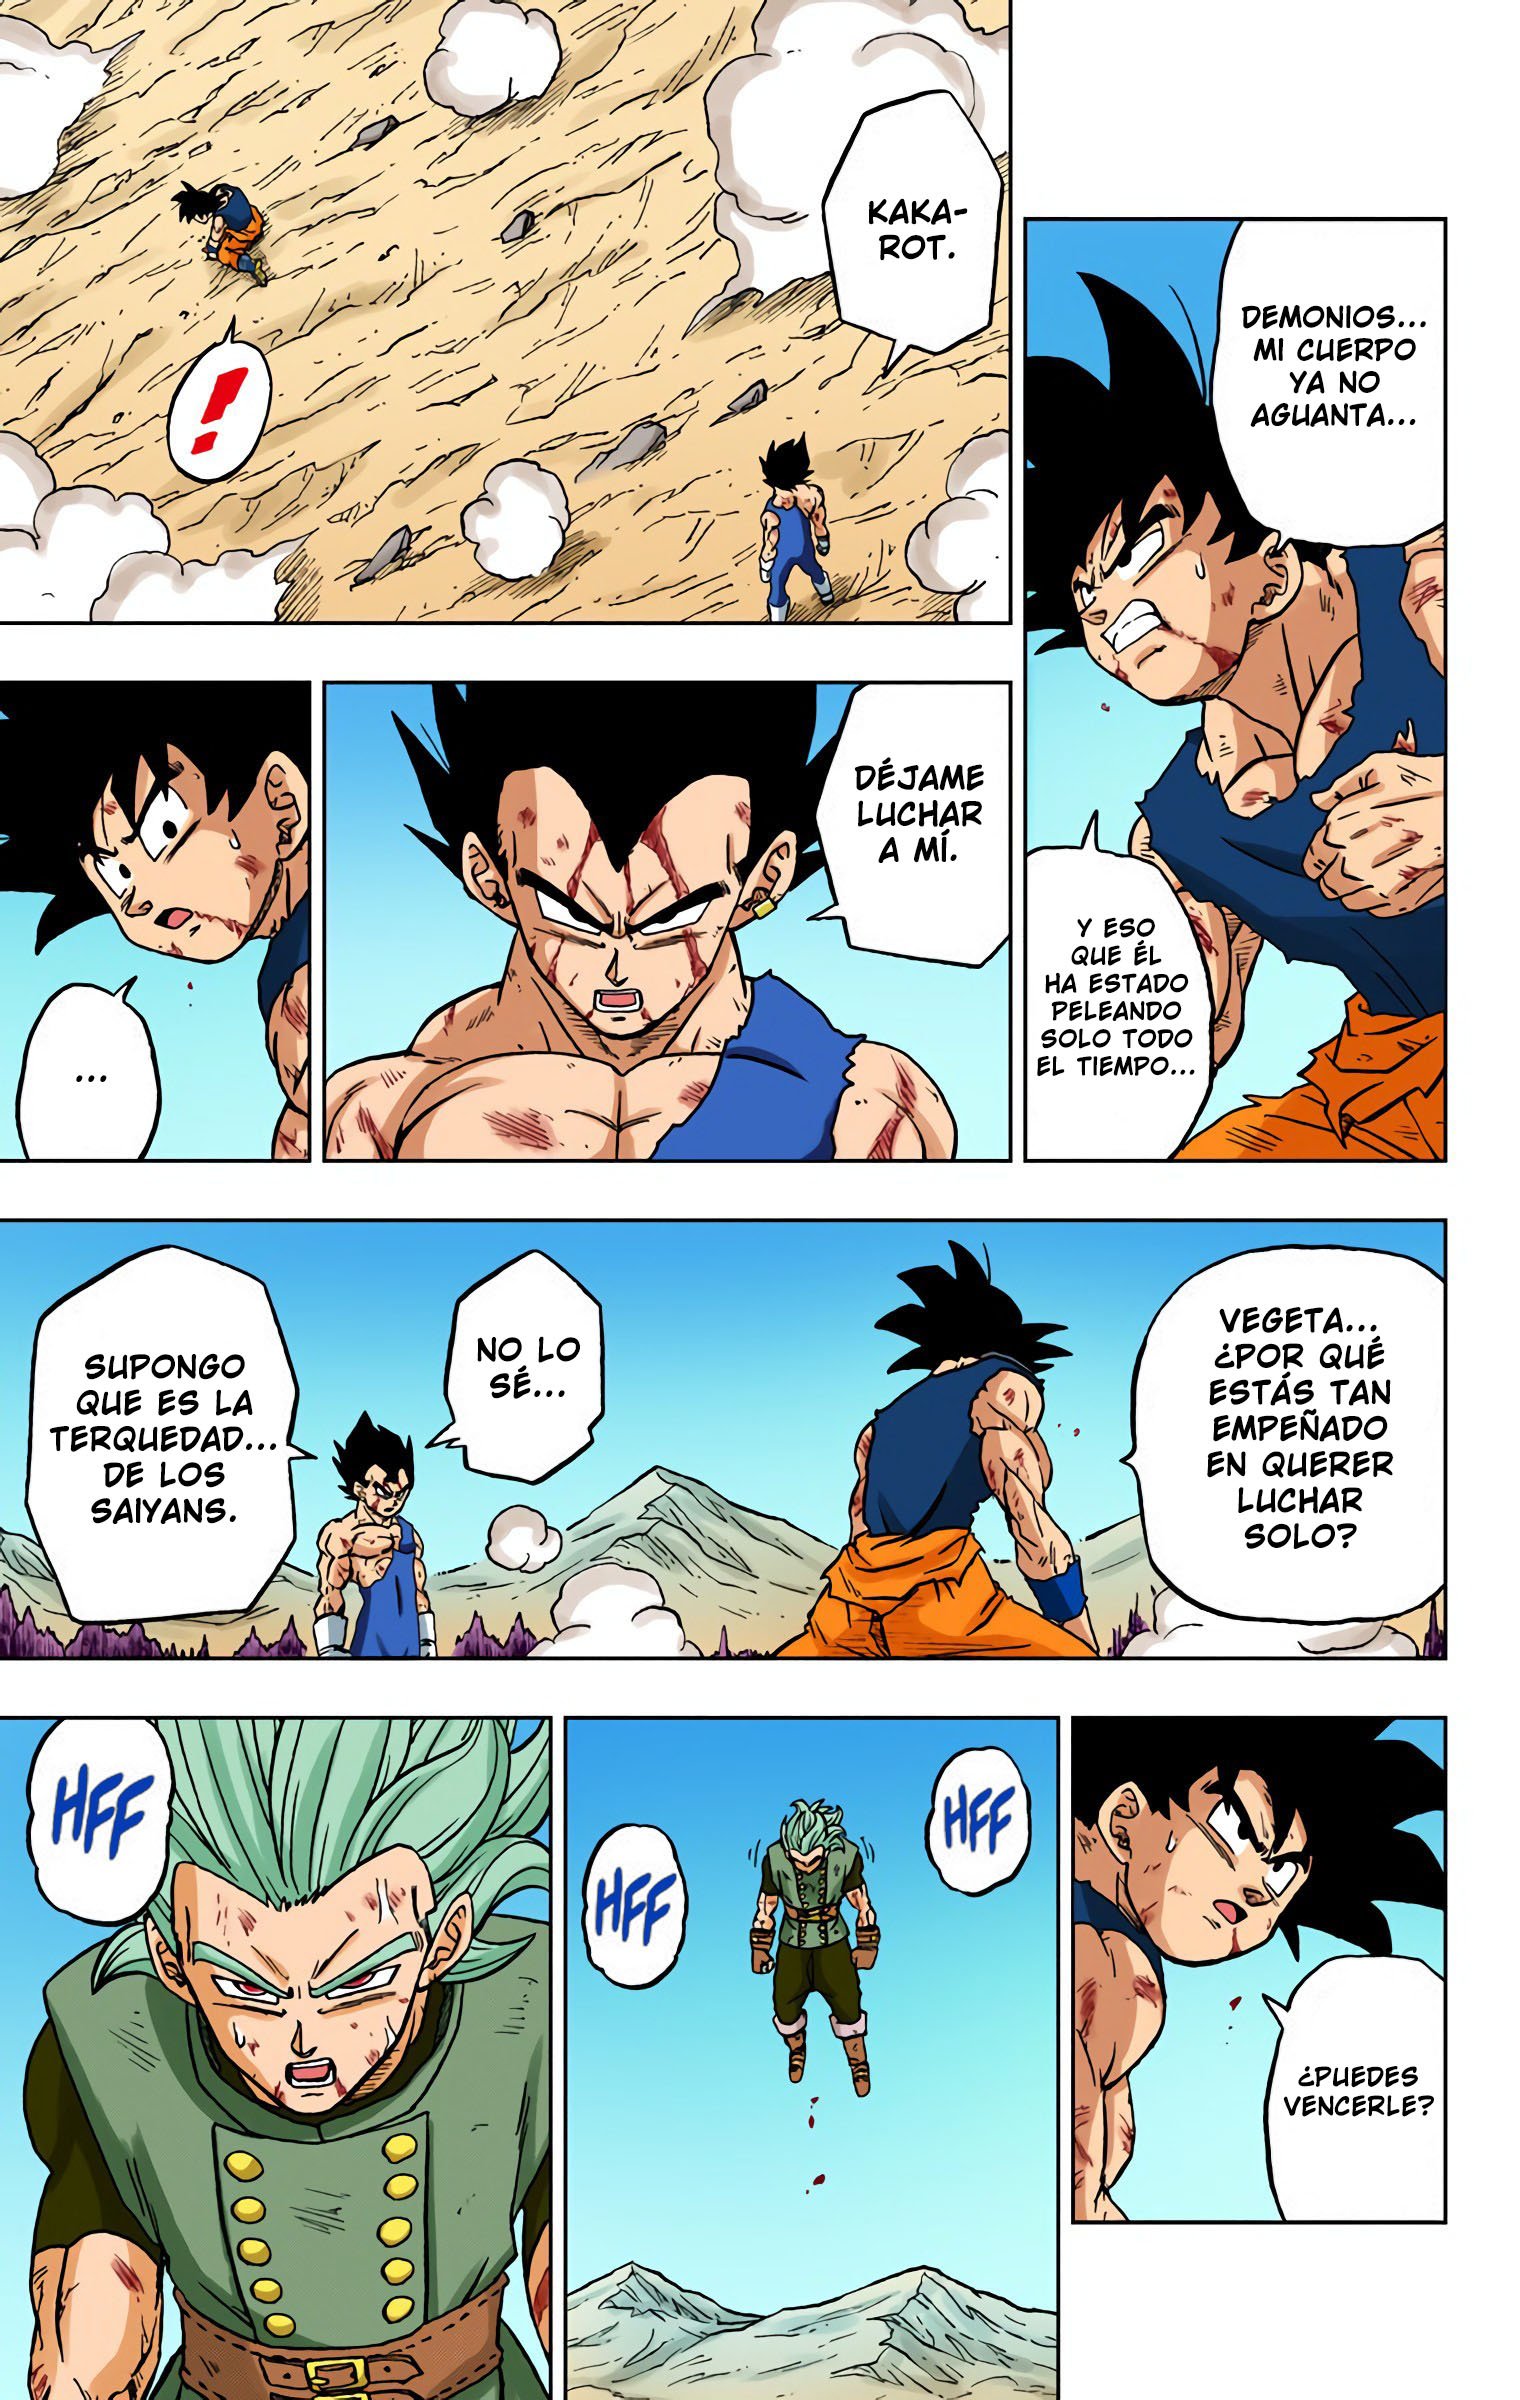 DEMONIOS...
MI CUERPO
YA NO
AGUANTA...
Y ESO
QUE ÉL
HA ESTADO
PELEANDO
SOLO TODO
EL TIEMPO...
KAKA-
ROT.
!
DÉJAME
LUCHAR
A MÍ.
...
VEGETA...
¿POR QUÉ
ESTÁS TAN
EMPEÑADO
EN QUERER
LUCHAR
SOLO?
NO LO
SÉ...
SUPONGO
QUE ES LA
TERQUEDAD...
DE LOS
SAIYANS.
¿PUEDES
VENCERLE?
HFF
HFF
HFF